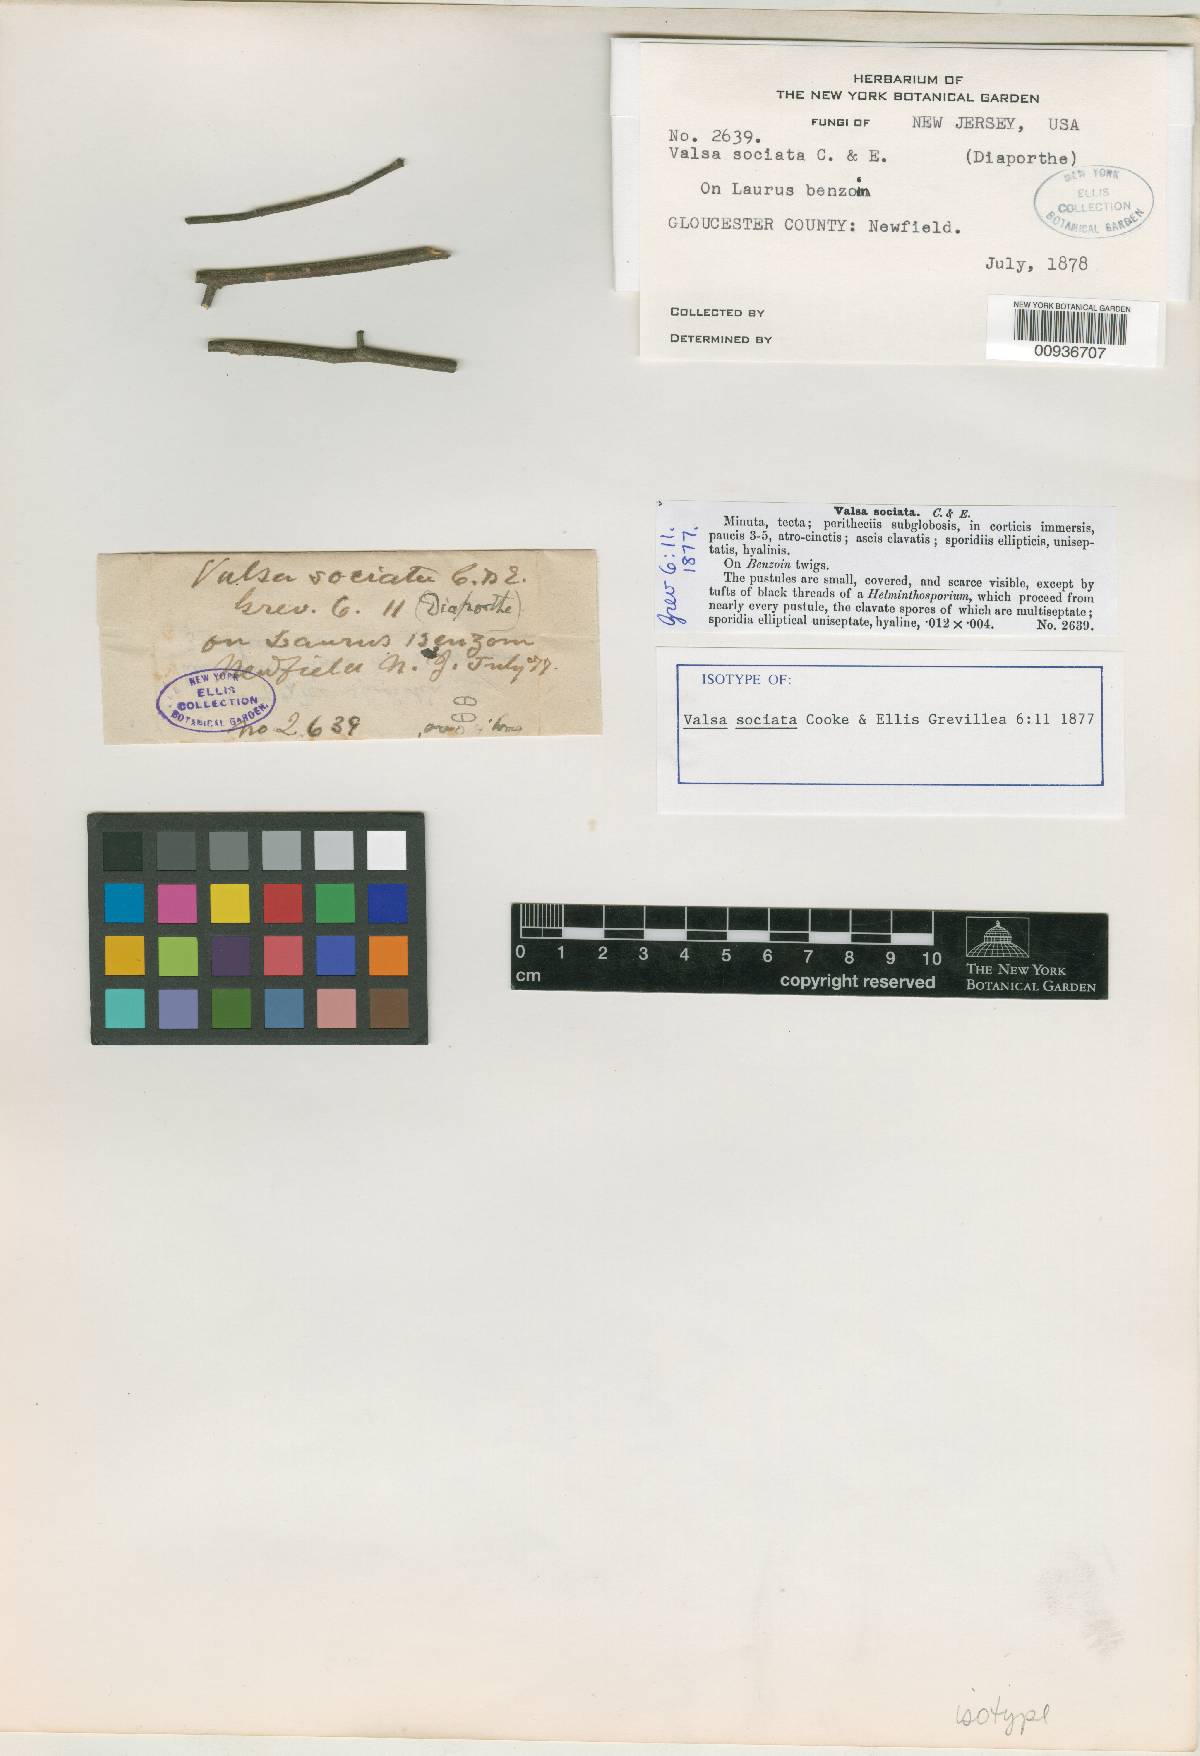 HERBARIUM OF
THE NEW YORK BOTANICAL GARDEN
FUNGI OF NEW JERSEY, USA
No. 2639.
Valsa sociata C. & E. (Diaporthe)
On Laurus benzoin
GLOUCESTER COUNTY: Newfield.
July, 1878
COLLECTED BY
DETERMINED BY
NEW YORK
ELLIS
COLLECTION
BOTANICAL GARDEN
NEW YORK BOTANICAL GARDEN
00936707
Grev 6:11.
1877.
Valsa sociata. C. & E.
Minuta, tecta; peritheciis subglobosis, in corticis immersis,
paucis 3-5, atro-cinctis; ascis clavatis; sporidiis ellipticis, unisep-
tatis, hyalinis.
On Benzoin twigs.
The pustules are small, covered, and scarce visible, except by
tufts of black threads of a Helminthosporium, which proceed from
nearly every pustule, the clavate spores of which are multiseptate;
sporidia elliptical uniseptate, hyaline, ·012 × ·004. No. 2639.
Valsa sociata C. & E.
Grev. 6. 11 (Diaporthe)
on Laurus Benzoin
Newfield N. J. July
NEW YORK
ELLIS
COLLECTION
BOTANICAL GARDEN
No 2639
ISOTYPE OF:
Valsa sociata Cooke & Ellis Grevillea 6:11 1877
0 1 2 3 4 5 6 7 8 9 10
cm
copyright reserved
THE NEW YORK
BOTANICAL GARDEN
isotype